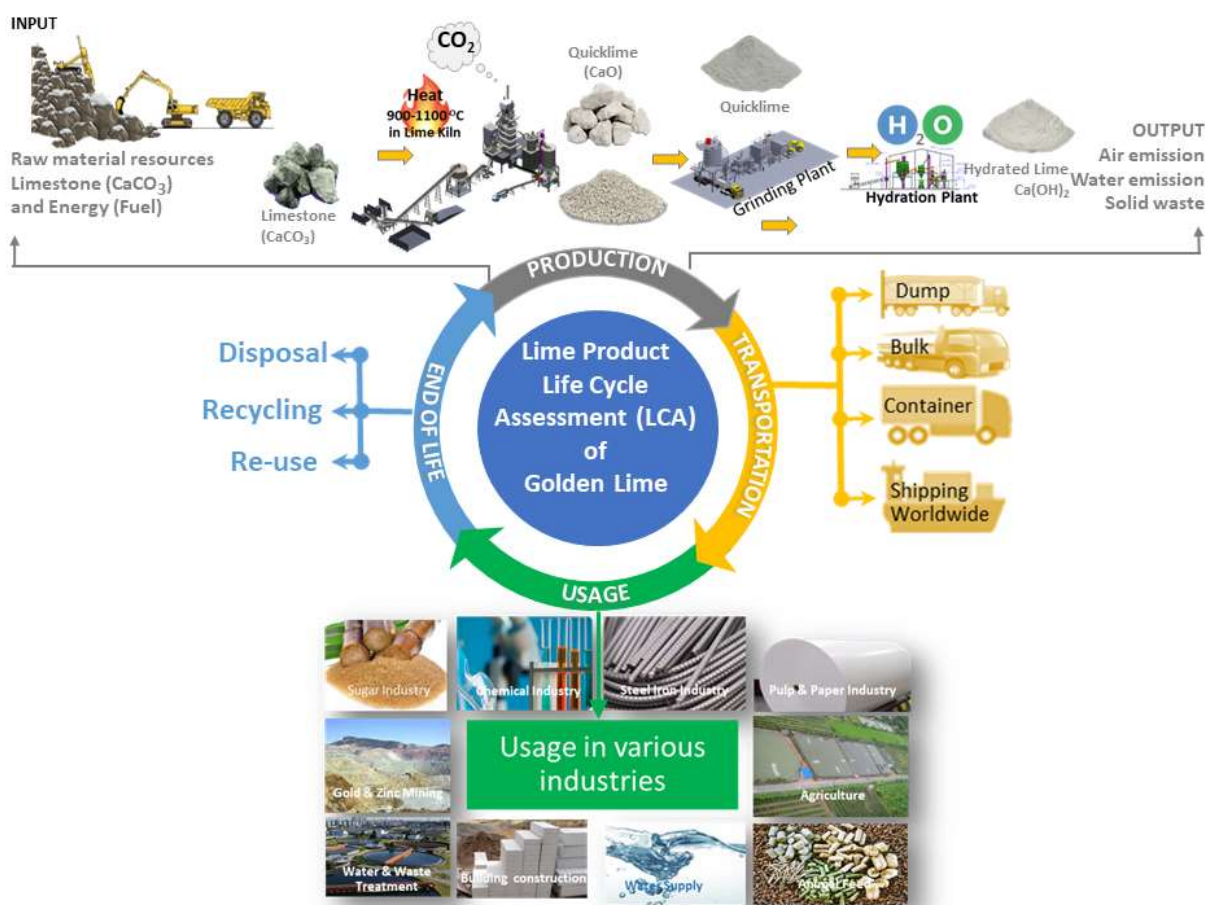 INPUT
Raw material resources
Limestone (CaCO3)
and Energy (Fuel)
Limestone
(CaCO3)
CO2
Heat
900-1100 °C
in Lime Kiln
Quicklime
(CaO)
Quicklime
Grinding Plant
H2O
Hydration Plant
Hydrated Lime
Ca(OH)2
OUTPUT
Air emission
Water emission
Solid waste
PRODUCTION
TRANSPORTATION
USAGE
END OF LIFE
Lime Product
Life Cycle
Assessment (LCA)
of
Golden Lime
Dump
Bulk
Container
Shipping
Worldwide
Disposal
Recycling
Re-use
Sugar Industry
Chemical Industry
Steel Iron Industry
Pulp & Paper Industry
Gold & Zinc Mining
Usage in various
industries
Agriculture
Water & Waste
Treatment
Building construction
Water Supply
Animal Feed